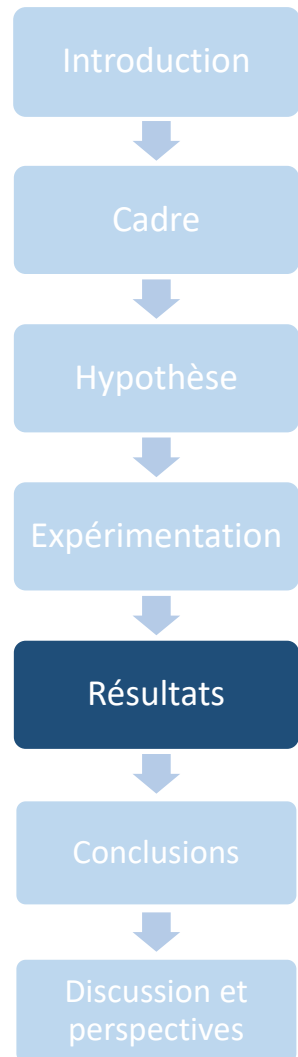 Introduction
Cadre
Hypothèse
Expérimentation
Résultats
Conclusions
Discussion et
perspectives